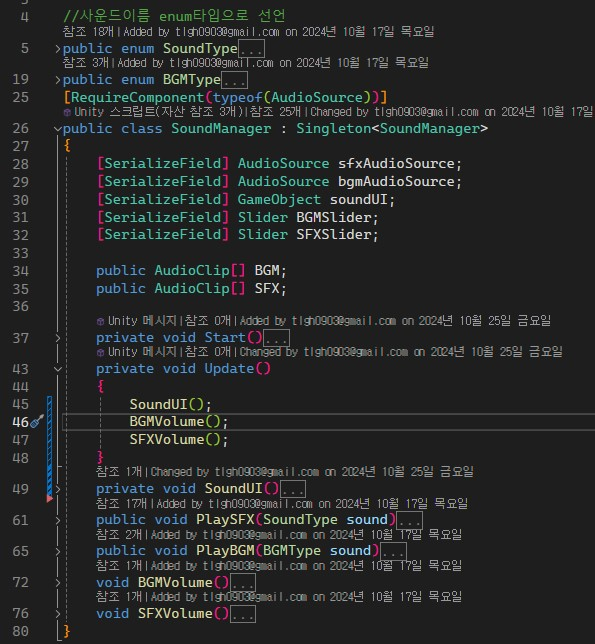 4 //사운드이름 enum타입으로 선언
참조 18개|Added by tlgh0903@gmail.com on 2024년 10월 17일 목요일
5 public enum SoundType...
참조 3개|Added by tlgh0903@gmail.com on 2024년 10월 17일 목요일
19 public enum BGMType...
25 [RequireComponent(typeof(AudioSource))]
Unity 스크립트(자산 참조 3개)|참조 25개|Changed by tlgh0903@gmail.com on 2024년 10월 17일
26 public class SoundManager : Singleton<SoundManager>
27 {
28 [SerializeField] AudioSource sfxAudioSource;
29 [SerializeField] AudioSource bgmAudioSource;
30 [SerializeField] GameObject soundUI;
31 [SerializeField] Slider BGMSlider;
32 [SerializeField] Slider SFXSlider;
33
34 public AudioClip[] BGM;
35 public AudioClip[] SFX;
36
Unity 메시지|참조 0개|Added by tlgh0903@gmail.com on 2024년 10월 25일 금요일
37 private void Start()...
Unity 메시지|참조 0개|Changed by tlgh0903@gmail.com on 2024년 10월 25일 금요일
43 private void Update()
44 {
45 SoundUI();
46 BGMVolume();
47 SFXVolume();
48 }
참조 1개|Changed by tlgh0903@gmail.com on 2024년 10월 25일 금요일
49 private void SoundUI()...
참조 17개|Added by tlgh0903@gmail.com on 2024년 10월 17일 목요일
61 public void PlaySFX(SoundType sound)...
참조 2개|Added by tlgh0903@gmail.com on 2024년 10월 17일 목요일
65 public void PlayBGM(BGMType sound)...
참조 1개|Added by tlgh0903@gmail.com on 2024년 10월 17일 목요일
72 void BGMVolume()...
참조 1개|Added by tlgh0903@gmail.com on 2024년 10월 17일 목요일
76 void SFXVolume()...
80 }